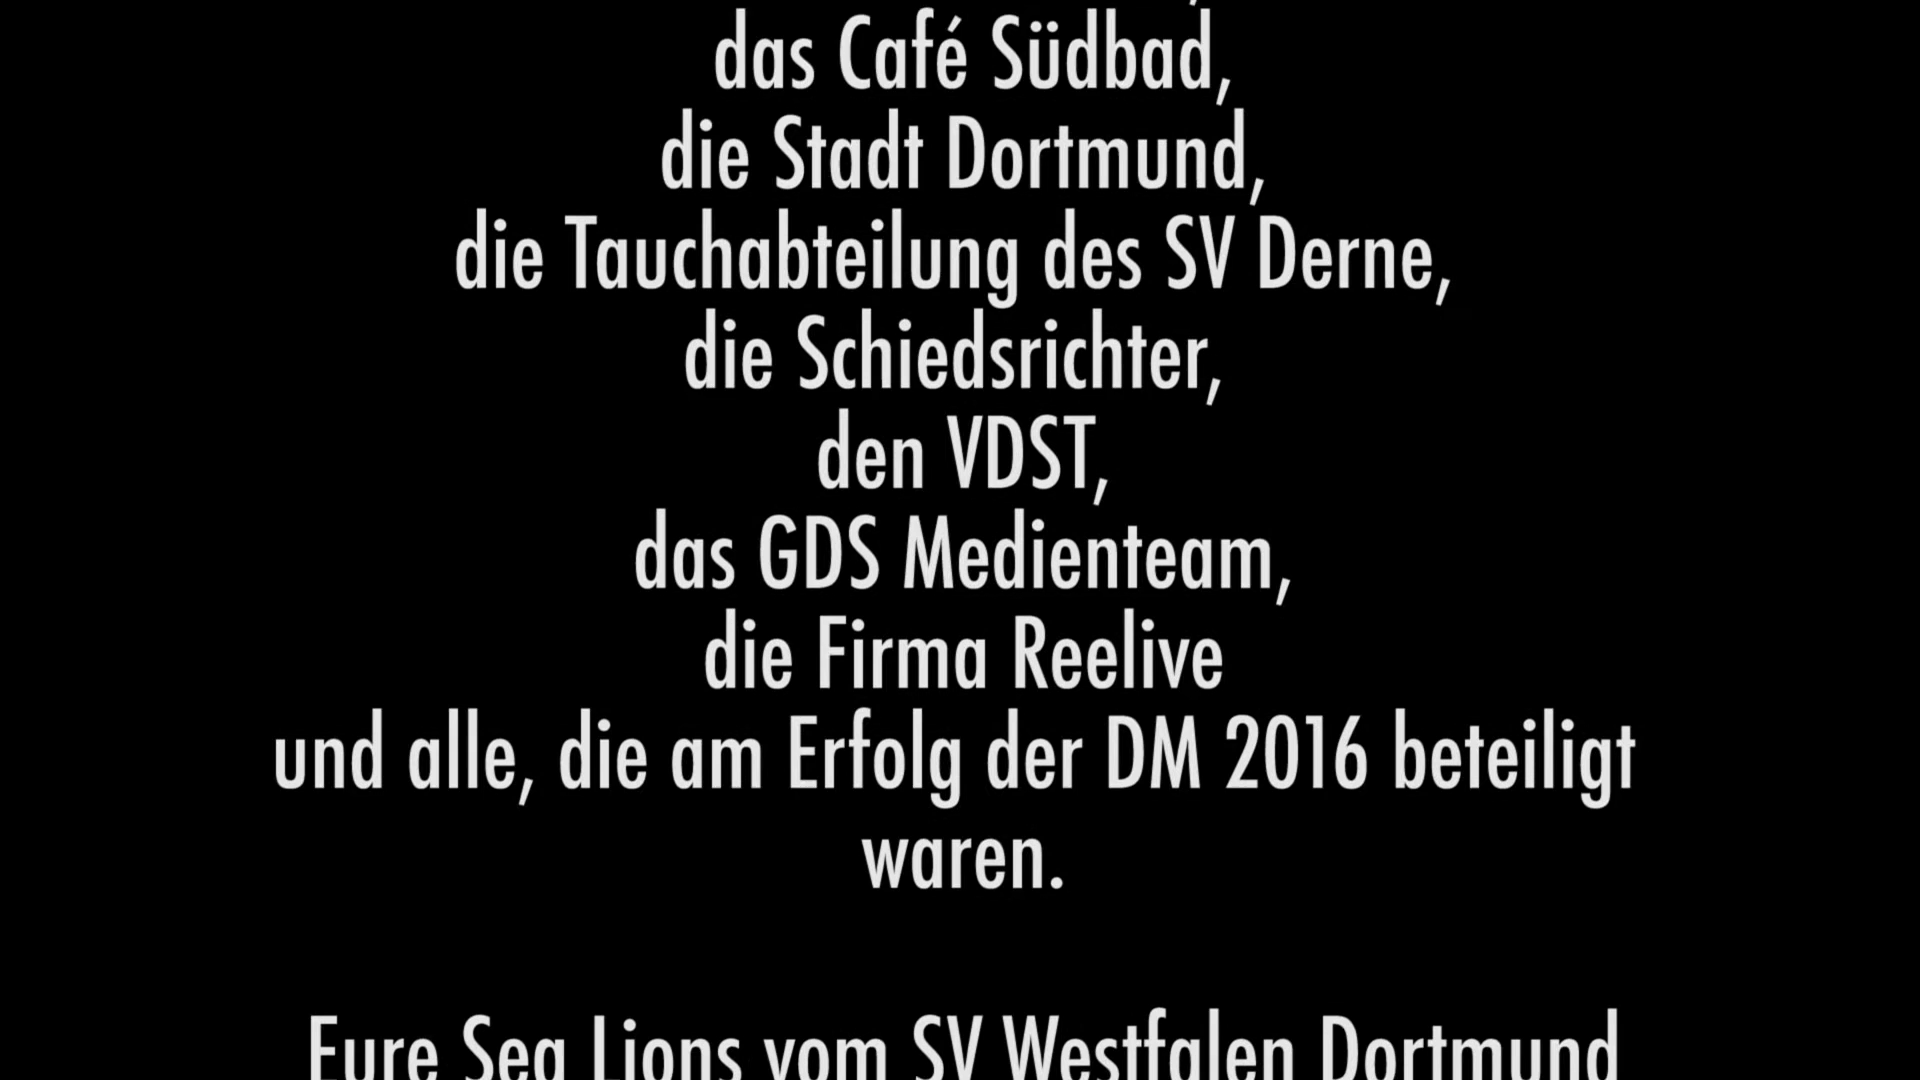 das Café Südbad,
die Stadt Dortmund,
die Tauchabteilung des SV Derne,
die Schiedsrichter,
den VDST,
das GDS Medienteam,
die Firma Reelive
und alle, die am Erfolg der DM 2016 beteiligt
waren.
Eure Sea Lions vom SV Westfalen Dortmund